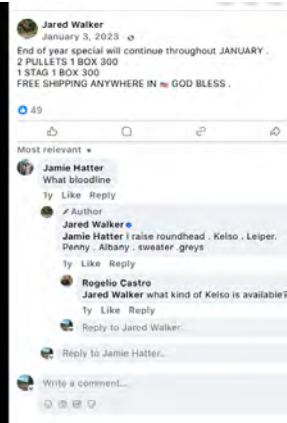 Jared Walker
January 3, 2023
End of year special will continue throughout JANUARY .
2 PULLETS 1 BOX 300
1 STAG 1 BOX 300
FREE SHIPPING ANYWHERE IN 🇺🇸 GOD BLESS .
49
Most relevant
Jamie Hatter
What bloodline
1y Like Reply
Author
Jared Walker
Jamie Hatter I raise roundhead . Kelso . Leiper.
Penny . Albany . sweater .greys
1y Like Reply
Rogelio Castro
Jared Walker what kind of Kelso is available?
1y Like Reply
Reply to Jared Walker...
Reply to Jamie Hatter...
Write a comment...